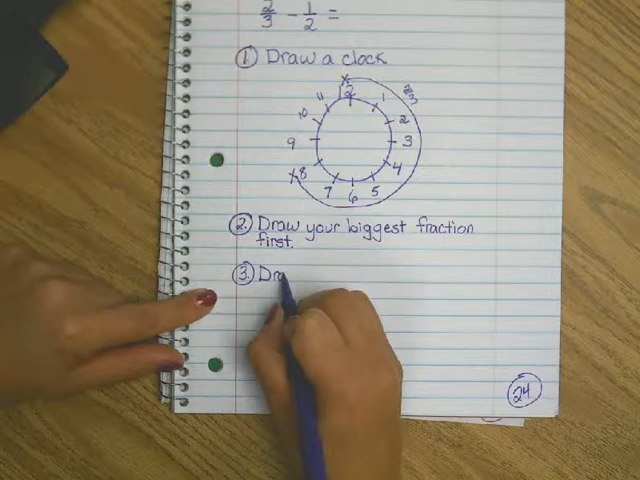 2/3 - 1/2 =
① Draw a clock
X
12
11 1 2/3
10 2
9 3
X 8 4
7 6 5
② Draw your biggest fraction
first.
③ Dra
24